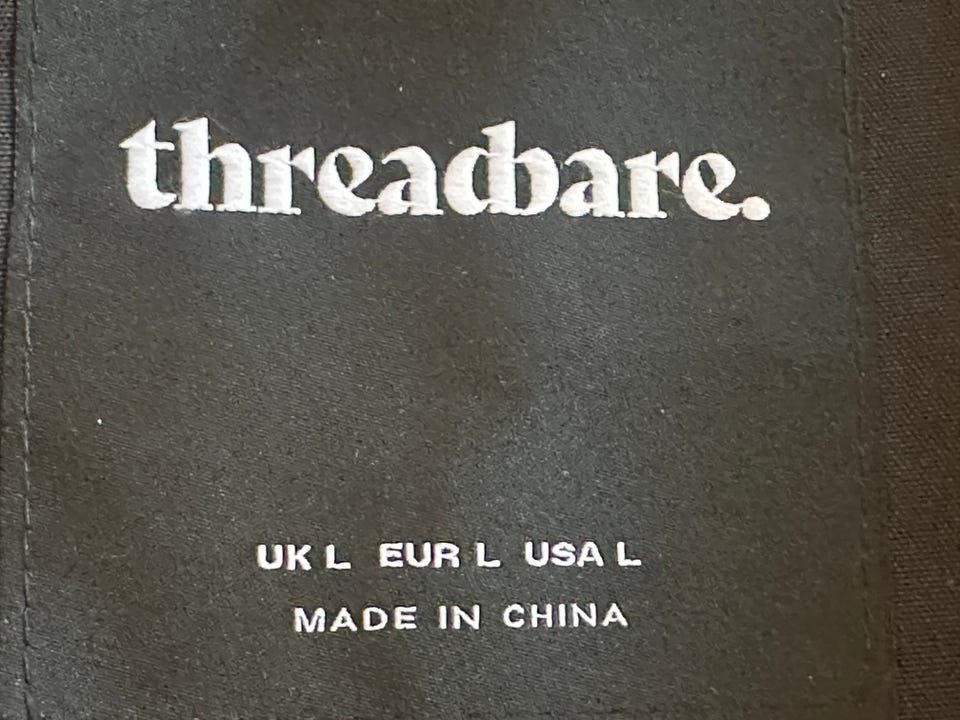 threadbare.
UK L EUR L USA L
MADE IN CHINA